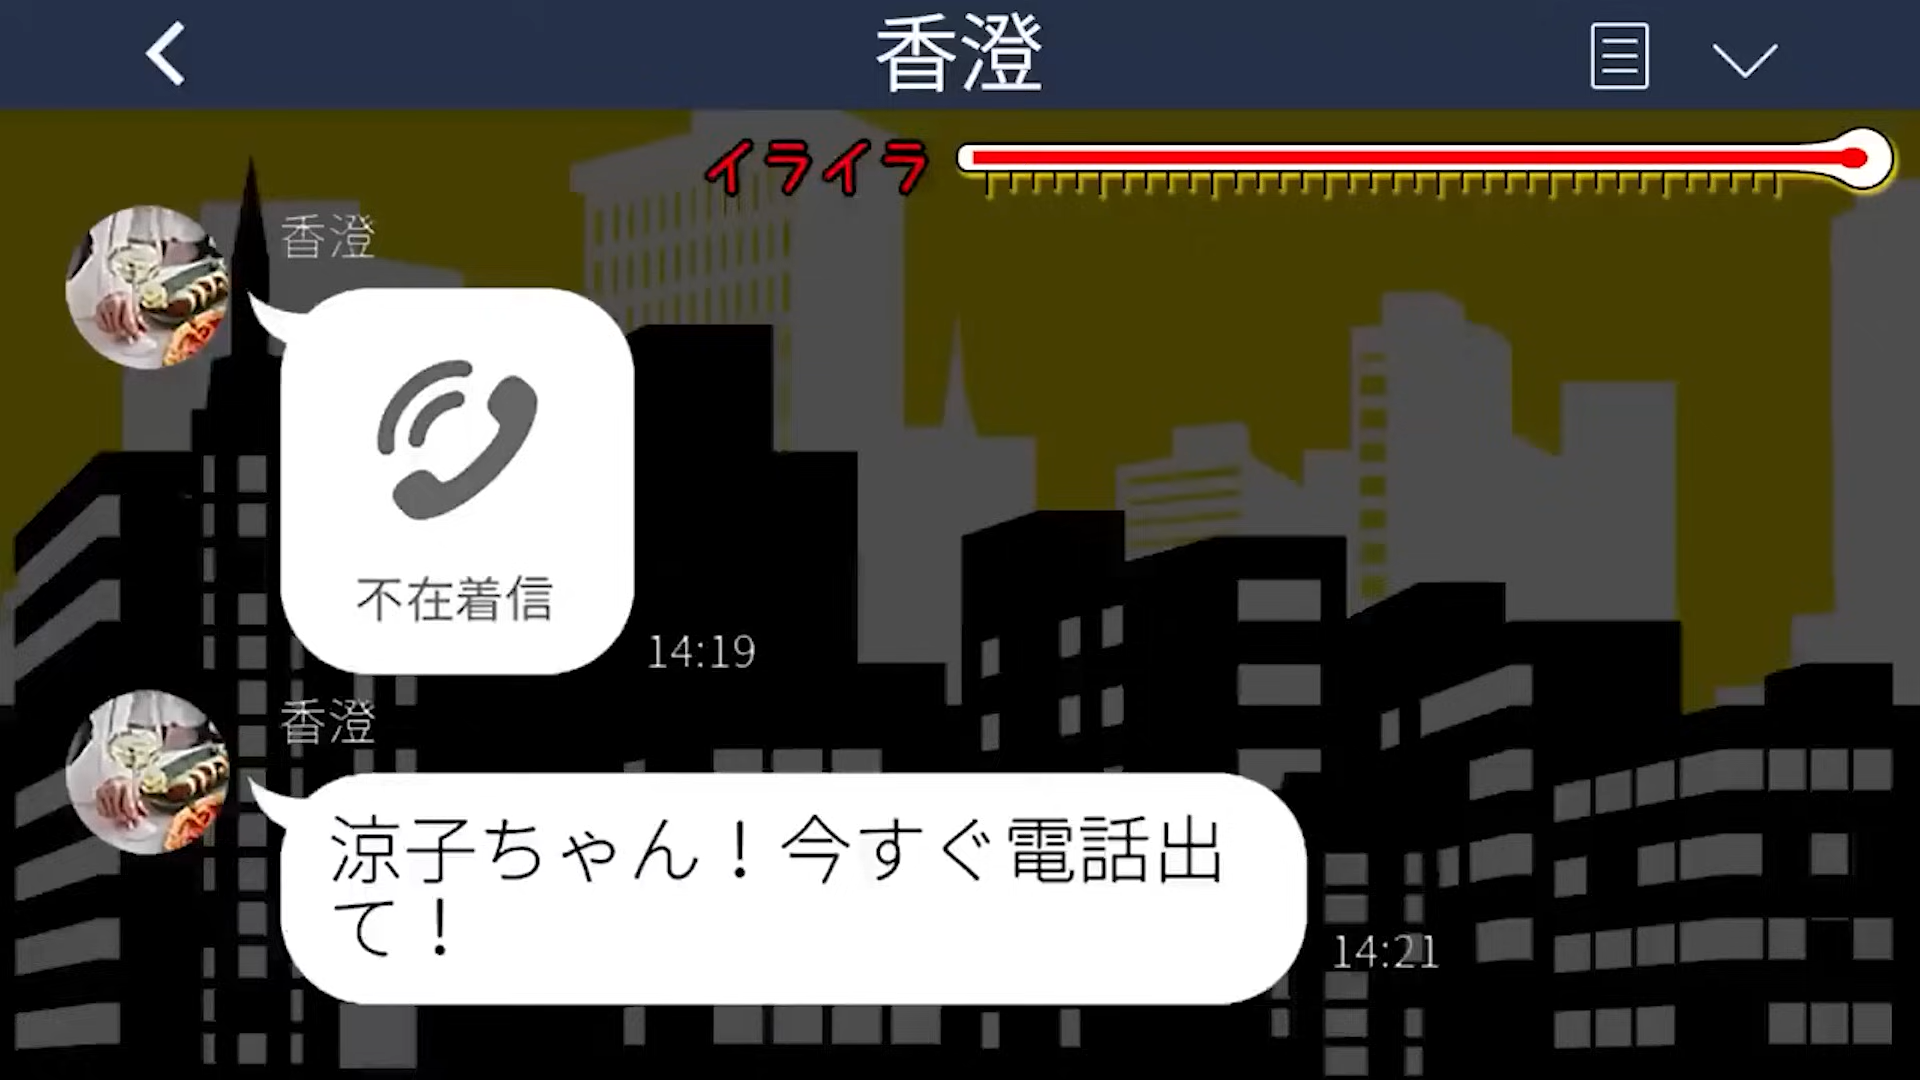 香澄
イライラ
香澄
不在着信
14:19
香澄
涼子ちゃん！今すぐ電話出
て！
14:21